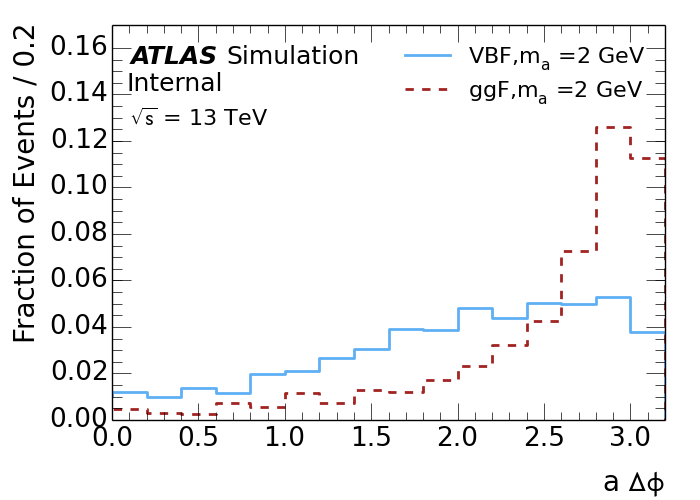 ATLAS Simulation
Internal
√s = 13 TeV
VBF,mₐ =2 GeV
ggF,mₐ =2 GeV
Fraction of Events / 0.2
0.16
0.14
0.12
0.10
0.08
0.06
0.04
0.02
0.00
0.0 0.5 1.0 1.5 2.0 2.5 3.0
a Δϕ